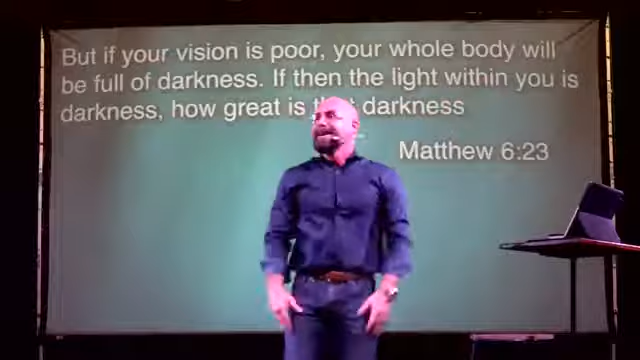 But if your vision is poor, your whole body will
be full of darkness. If then the light within you is
darkness, how great is that darkness
Matthew 6:23